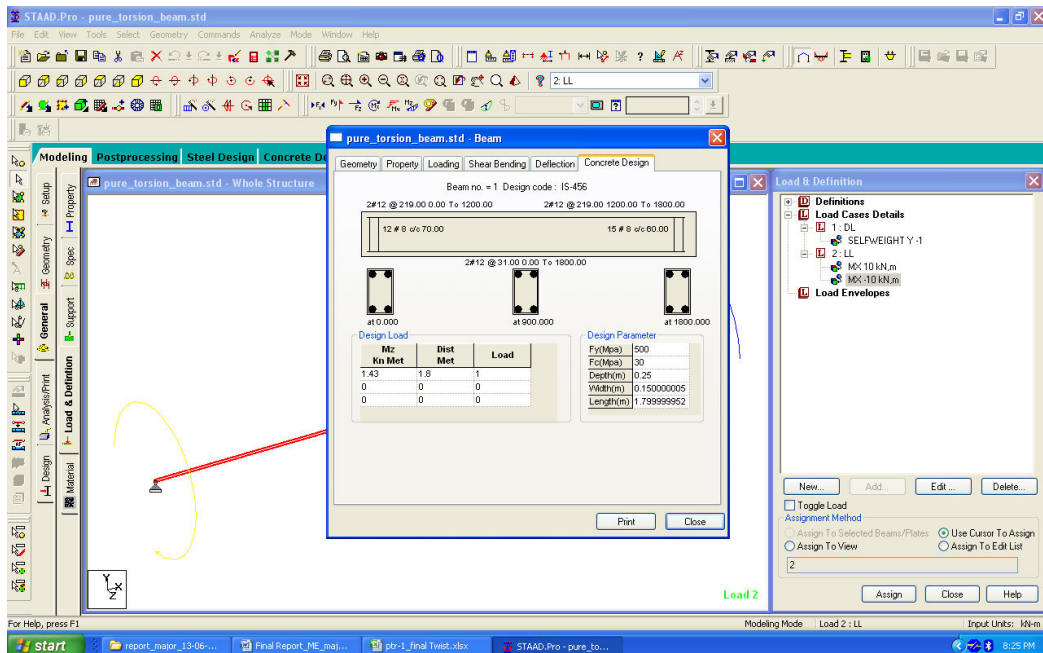 STAAD.Pro - pure_torsion_beam.std
File Edit View Tools Select Geometry Commands Analyze Mode Window Help
2: LL
Modeling Postprocessing Steel Design Concrete De
pure_torsion_beam.std - Whole Structure
Setup
Geometry
General
Analysis/Print
Design
Property
Spec
Support
Load & Definition
Material
pure_torsion_beam.std - Beam
Geometry Property Loading Shear Bending Deflection Concrete Design
Beam no. = 1 Design code : IS-456
2#12 @ 219.00 0.00 To 1200.00 2#12 @ 219.00 1200.00 To 1800.00
12 # 8 c/c 70.00 15 # 8 c/c 60.00
2#12 @ 31.00 0.00 To 1800.00
at 0.000 at 900.000 at 1800.000
Design Load
Mz Kn Met Dist Met Load
1.43 1.8 1
0 0 0
0 0 0
Design Parameter
Fy(Mpa) 500
Fc(Mpa) 30
Depth(m) 0.25
Width(m) 0.150000005
Length(m) 1.799999952
Print Close
Load & Definition
Definitions
Load Cases Details
1 : DL
SELFWEIGHT Y -1
2 : LL
MX 10 kN,m
MX -10 kN,m
Load Envelopes
New... Add... Edit ... Delete...
Toggle Load
Assignment Method
Assign To Selected Beams/Plates Use Cursor To Assign
Assign To View Assign To Edit List
2
Assign Close Help
Y
X
Z
Load 2
For Help, press F1 Modeling Mode Load 2 : LL Input Units: kN-m
start report_major_13-06-... Final Report_ME_maj... ptr-1_final Twist.xlsx STAAD.Pro - pure_to... 8:25 PM